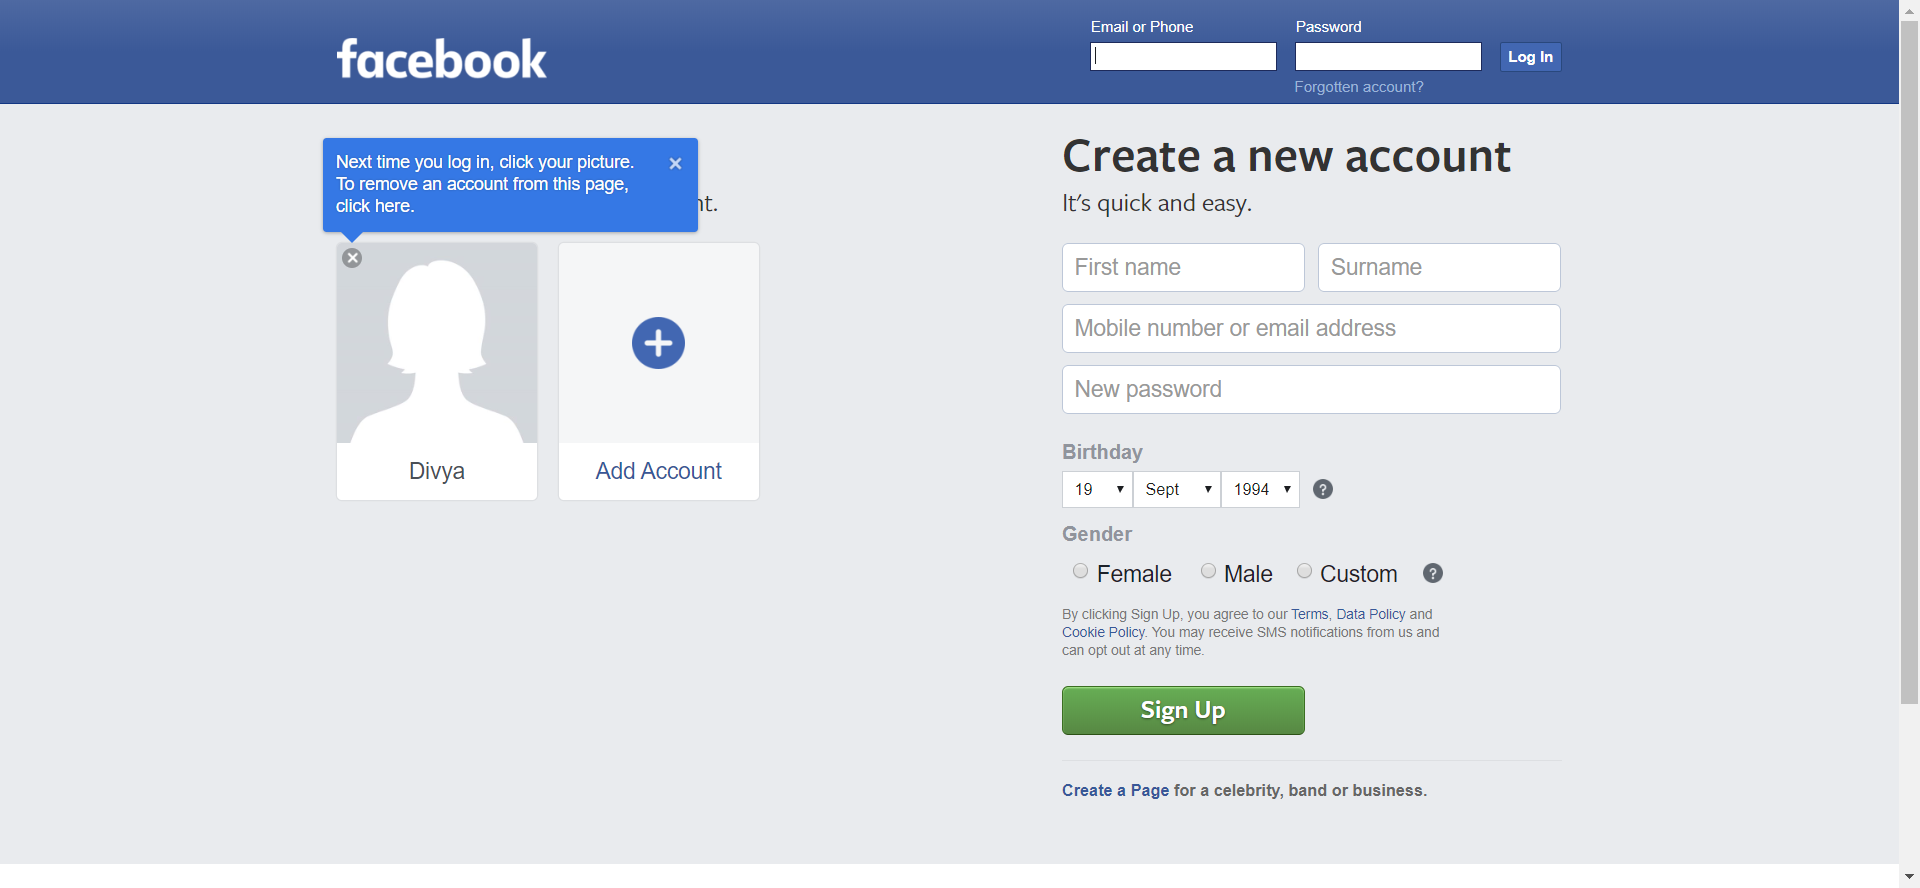 facebook
Email or Phone
Password
Log In
Forgotten account?
Next time you log in, click your picture.
To remove an account from this page,
click here.
Divya
Add Account
Create a new account
It's quick and easy.
First name
Surname
Mobile number or email address
New password
Birthday
19
Sept
1994
?
Gender
Female
Male
Custom
?
By clicking Sign Up, you agree to our Terms, Data Policy and
Cookie Policy. You may receive SMS notifications from us and
can opt out at any time.
Sign Up
Create a Page for a celebrity, band or business.